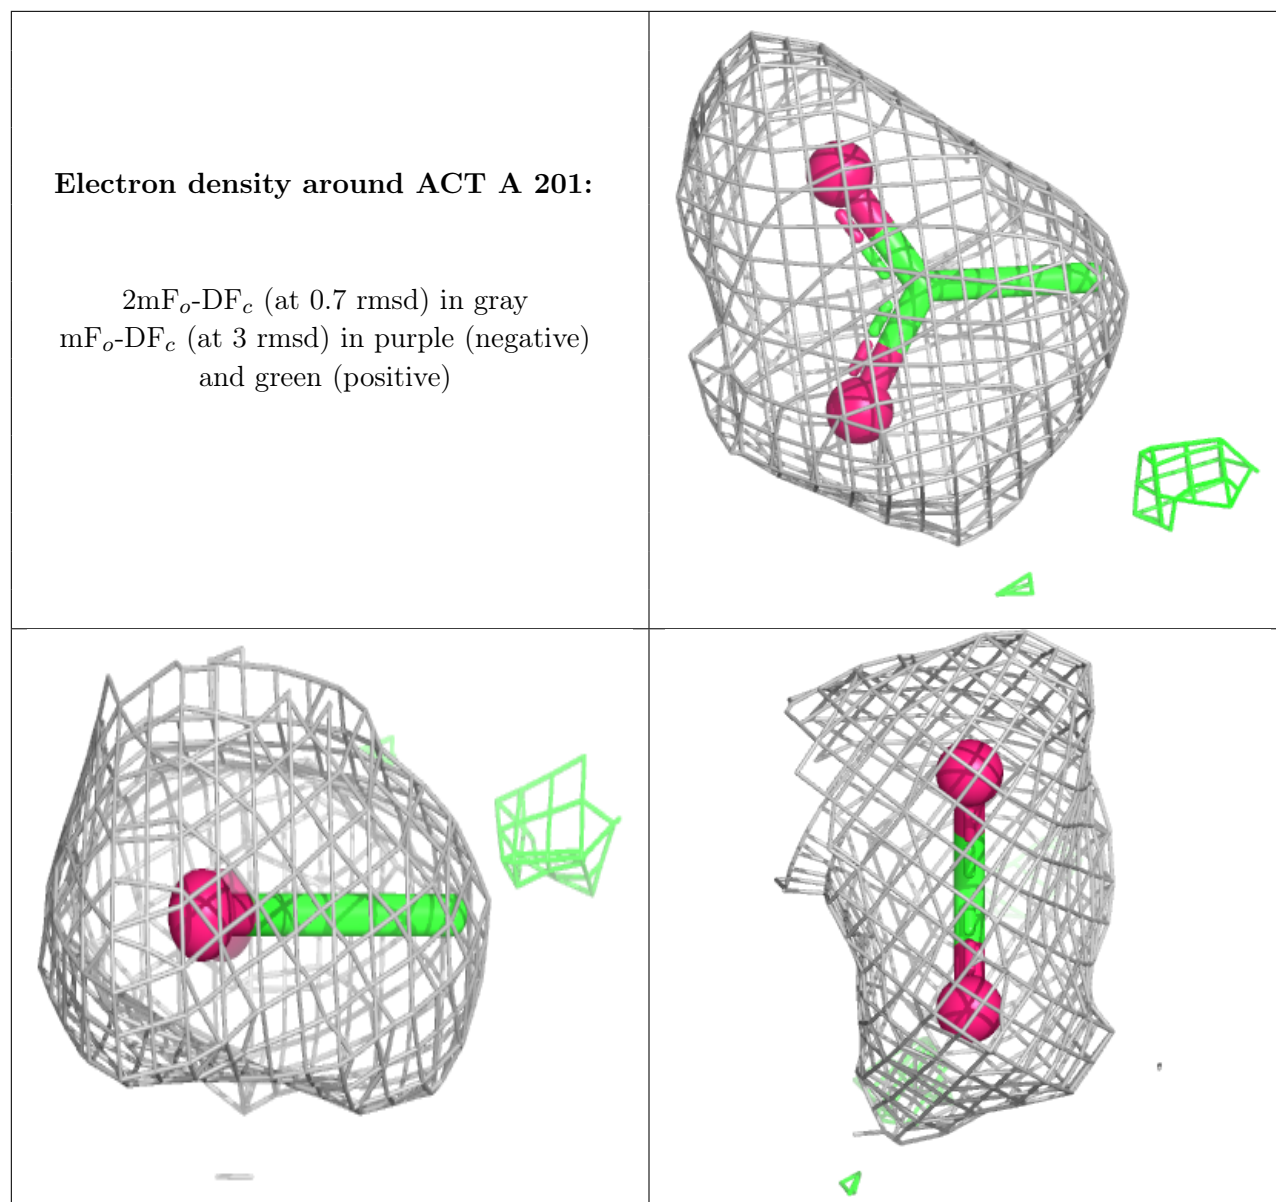 Electron density around ACT A 201:
2mFo-DFc (at 0.7 rmsd) in gray
mFo-DFc (at 3 rmsd) in purple (negative)
and green (positive)